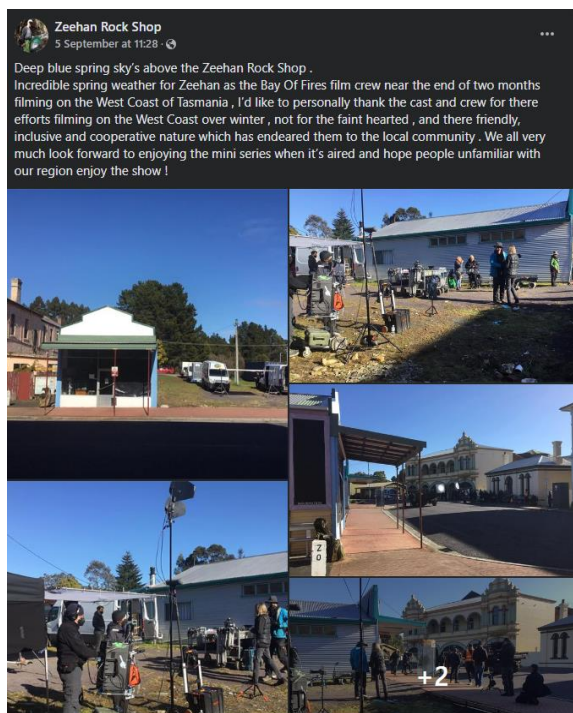 Zeehan Rock Shop
5 September at 11:28 ·
Deep blue spring sky's above the Zeehan Rock Shop .
Incredible spring weather for Zeehan as the Bay Of Fires film crew near the end of two months
filming on the West Coast of Tasmania , I'd like to personally thank the cast and crew for there
efforts filming on the West Coast over winter , not for the faint hearted , and there friendly,
inclusive and cooperative nature which has endeared them to the local community . We all very
much look forward to enjoying the mini series when it's aired and hope people unfamiliar with
our region enjoy the show !
Z
O
+2